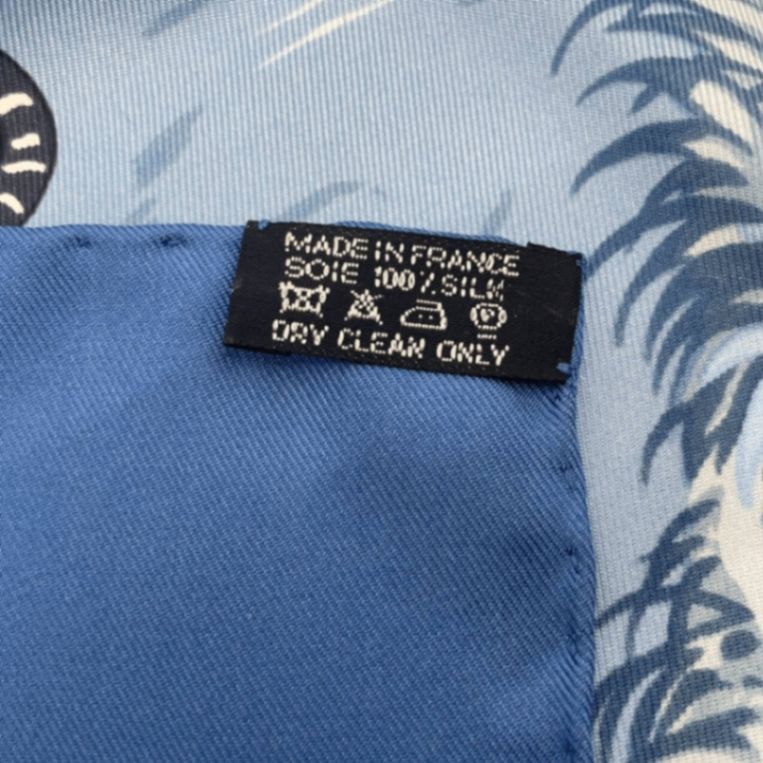 MADE IN FRANCE
SOIE 100% SILK
P
DRY CLEAN ONLY